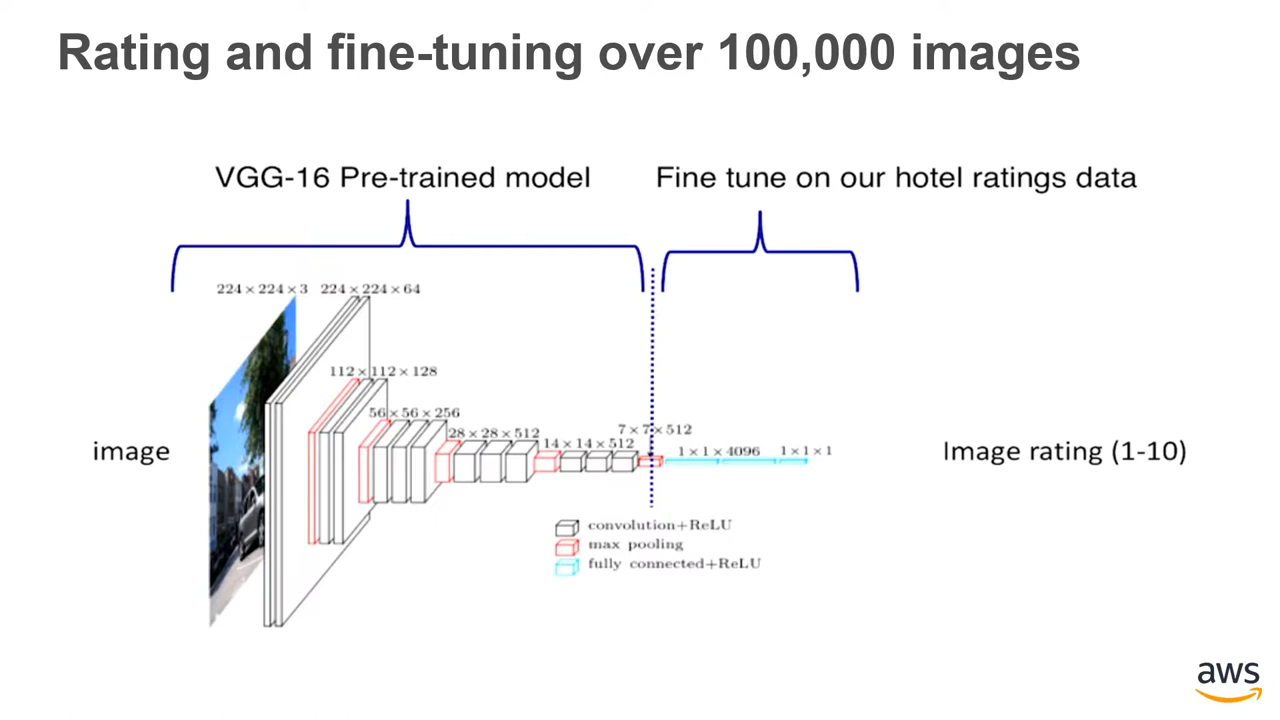 Rating and fine-tuning over 100,000 images
VGG-16 Pre-trained model
Fine tune on our hotel ratings data
224 × 224 × 3
224 × 224 × 64
112 × 112 × 128
56 × 56 × 256
28 × 28 × 512
14 × 14 × 512
7 × 7 × 512
1 × 1 × 4096
1 × 1 × 1
image
Image rating (1-10)
convolution+ReLU
max pooling
fully connected+ReLU
aws